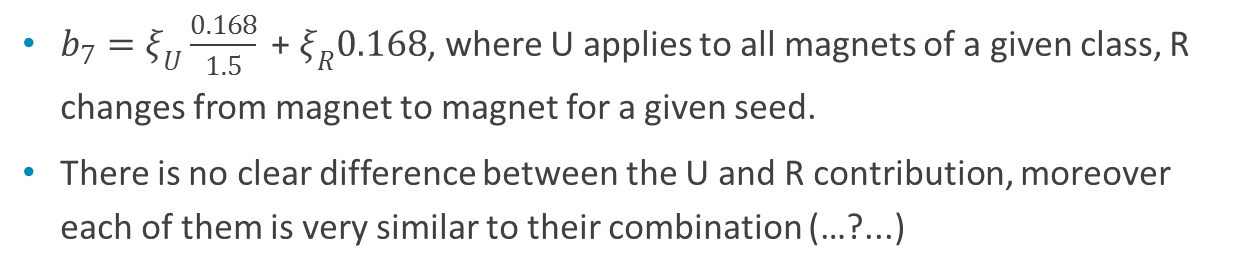 • b₇ = ξ_U 0.168/1.5 + ξ_R 0.168, where U applies to all magnets of a given class, R
changes from magnet to magnet for a given seed.
• There is no clear difference between the U and R contribution, moreover
each of them is very similar to their combination (...?...)